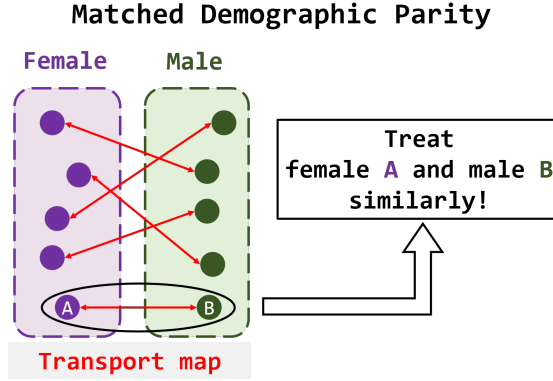 Matched Demographic Parity
Female
Male
A
B
Transport map
Treat
female A and male B
similarly!